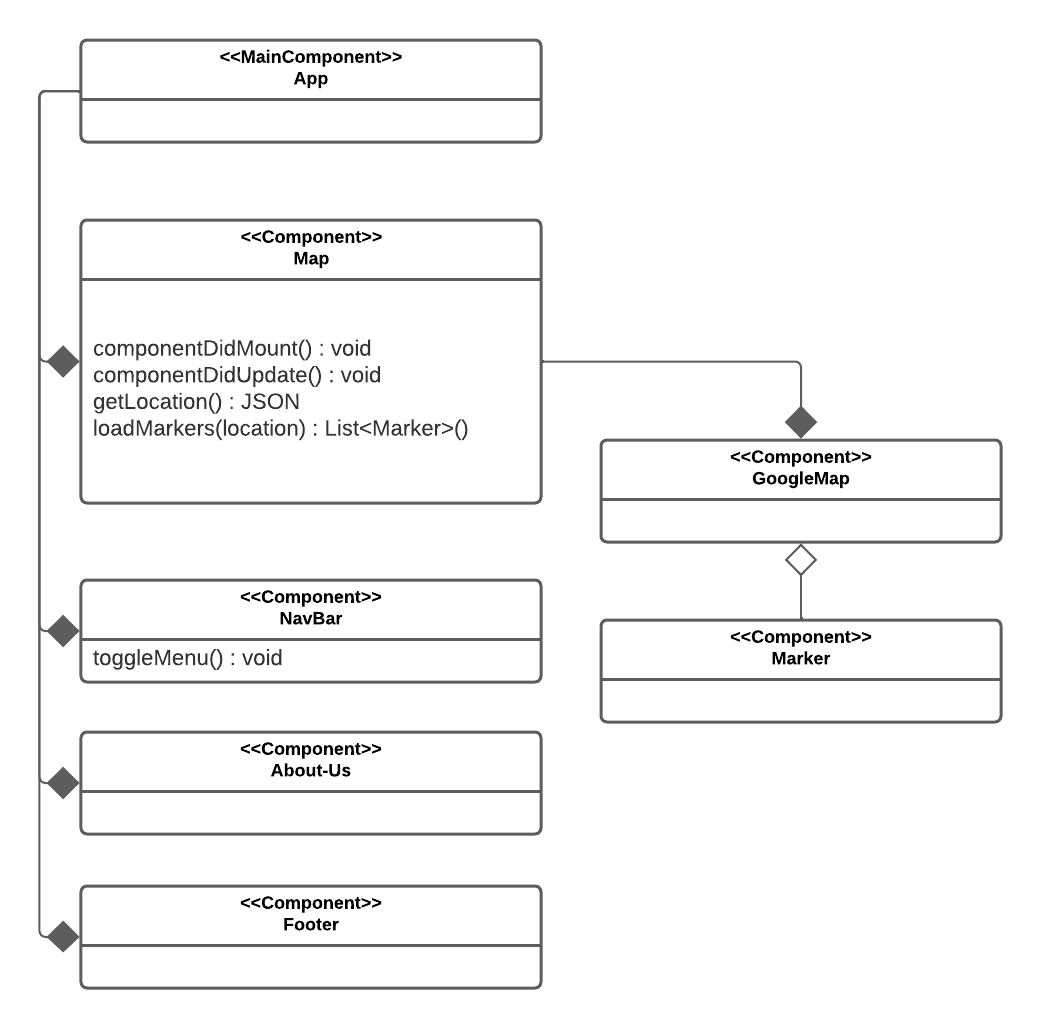 <<MainComponent>>
App
<<Component>>
Map
componentDidMount() : void
componentDidUpdate() : void
getLocation() : JSON
loadMarkers(location) : List<Marker>()
<<Component>>
GoogleMap
<<Component>>
NavBar
toggleMenu() : void
<<Component>>
Marker
<<Component>>
About-Us
<<Component>>
Footer